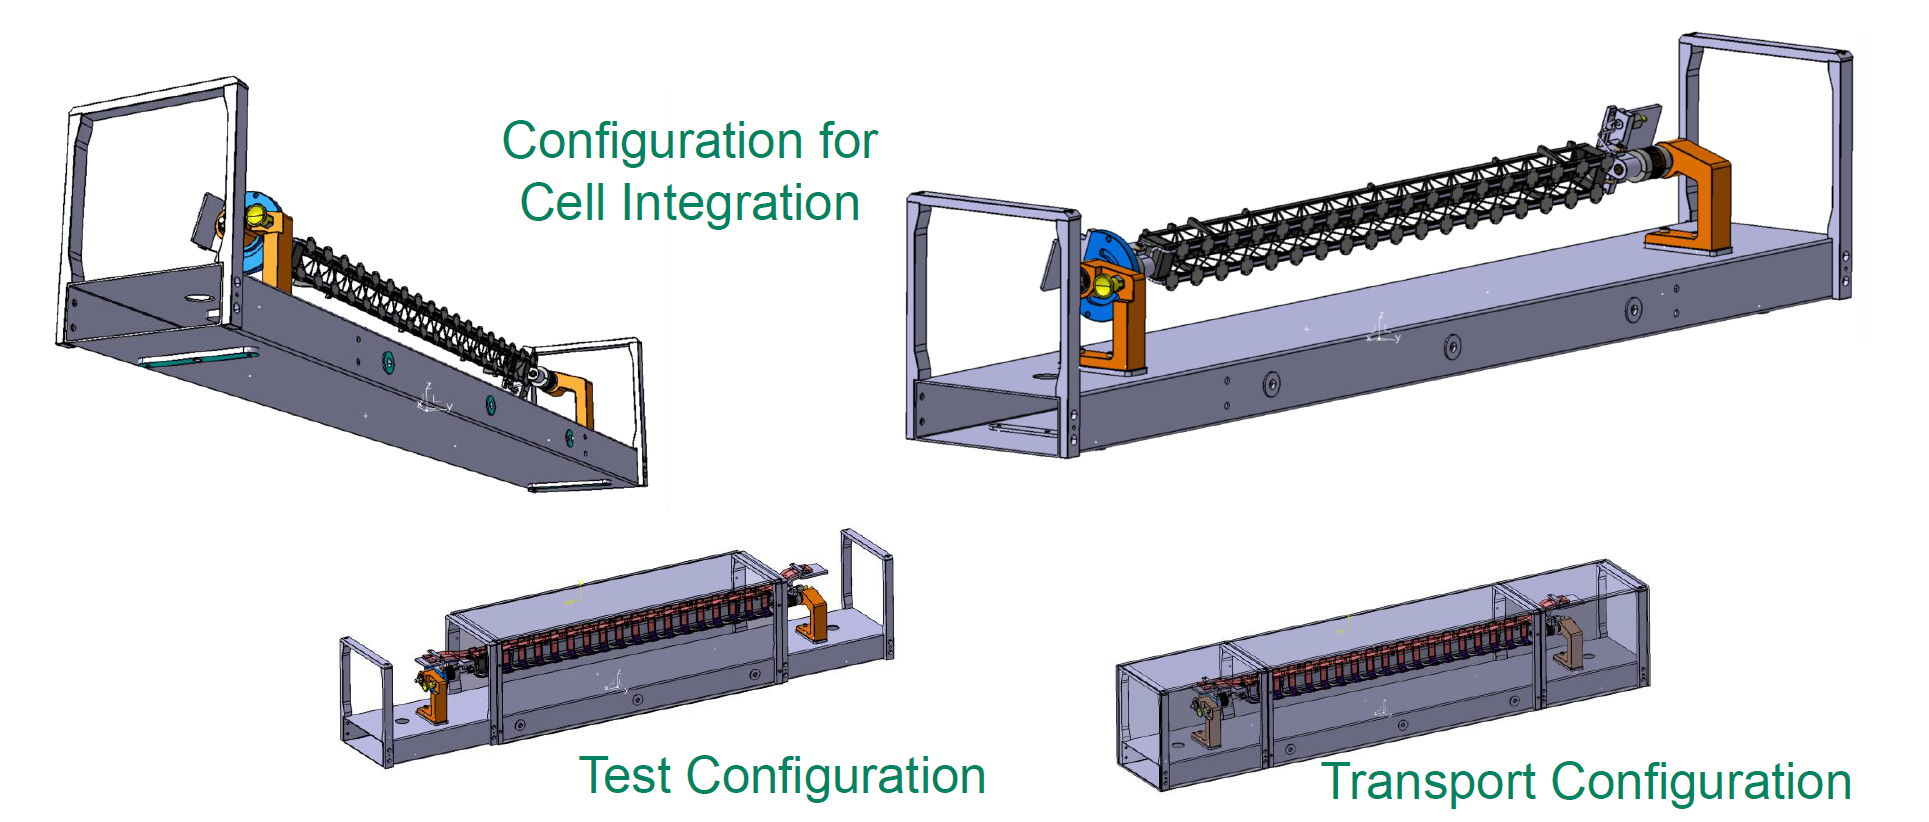 Configuration for
Cell Integration
Test Configuration
Transport Configuration